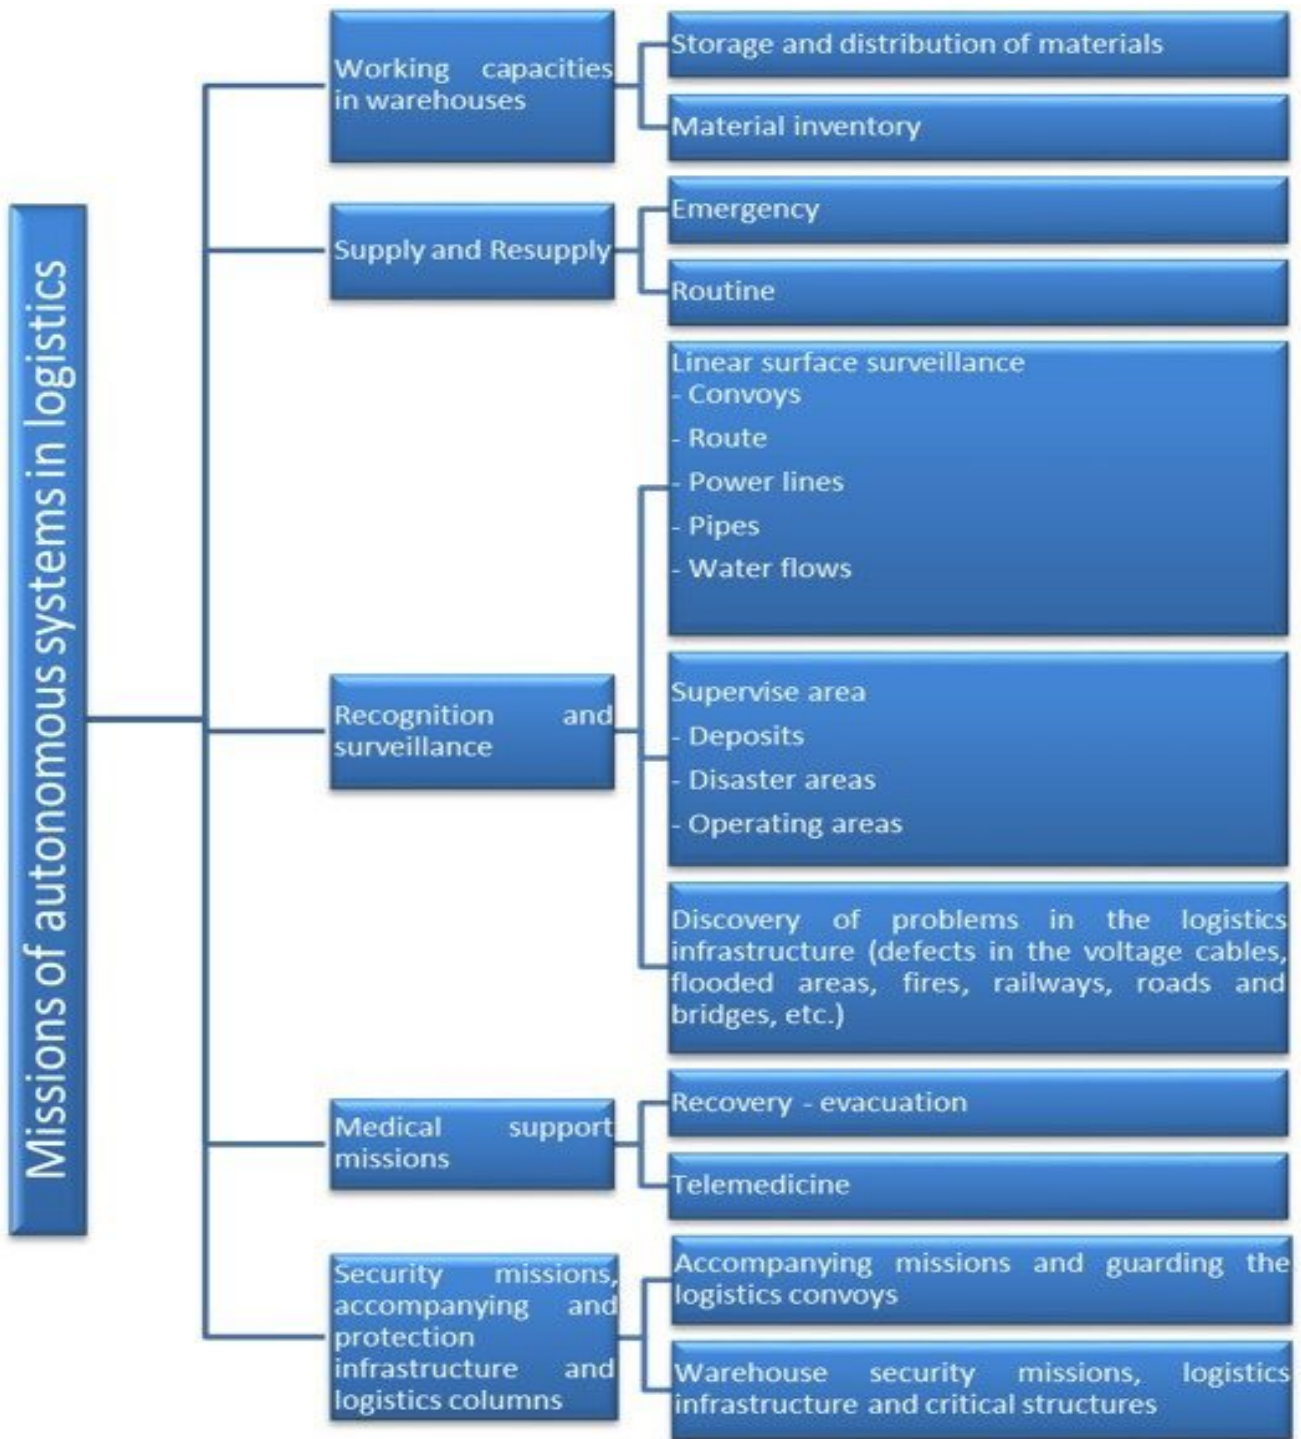 Missions of autonomous systems in logistics
Working capacities
in warehouses
Storage and distribution of materials
Material inventory
Supply and Resupply
Emergency
Routine
Recognition and
surveillance
Linear surface surveillance
- Convoys
- Route
- Power lines
- Pipes
- Water flows
Supervise area
- Deposits
- Disaster areas
- Operating areas
Discovery of problems in the logistics
infrastructure (defects in the voltage cables,
flooded areas, fires, railways, roads and
bridges, etc.)
Medical support
missions
Recovery - evacuation
Telemedicine
Security missions,
accompanying and
protection
infrastructure and
logistics columns
Accompanying missions and guarding the
logistics convoys
Warehouse security missions, logistics
infrastructure and critical structures